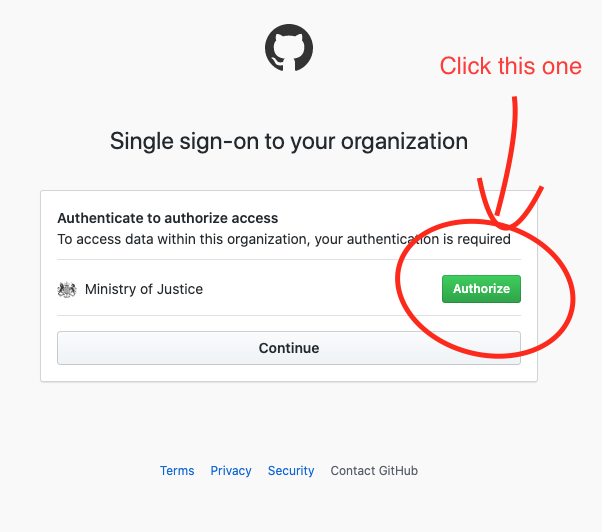 Click this one
Single sign-on to your organization
Authenticate to authorize access
To access data within this organization, your authentication is required
Ministry of Justice
Authorize
Continue
Terms Privacy Security Contact GitHub